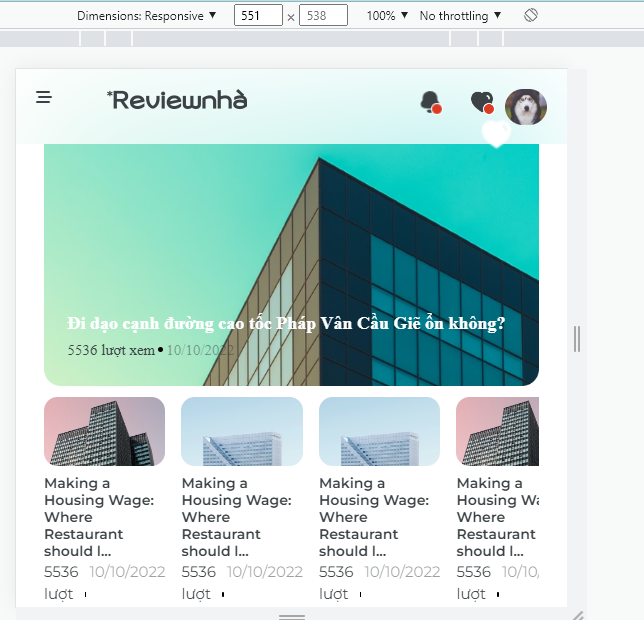 Dimensions: Responsive ▼ 551 × 538 100% ▼ No throttling ▼
*Reviewnhà
Đi dạo cạnh đường cao tốc Pháp Vân Cầu Giẽ ổn không?
5536 lượt xem • 10/10/2022
Making a
Housing Wage:
Where
Restaurant
should l...
5536 10/10/2022
lượt
Making a
Housing Wage:
Where
Restaurant
should l...
5536 10/10/2022
lượt
Making a
Housing Wage:
Where
Restaurant
should l...
5536 10/10/2022
lượt
Making a
Housing Wa
Where
Restaurant
should l...
5536 10/10,
lượt